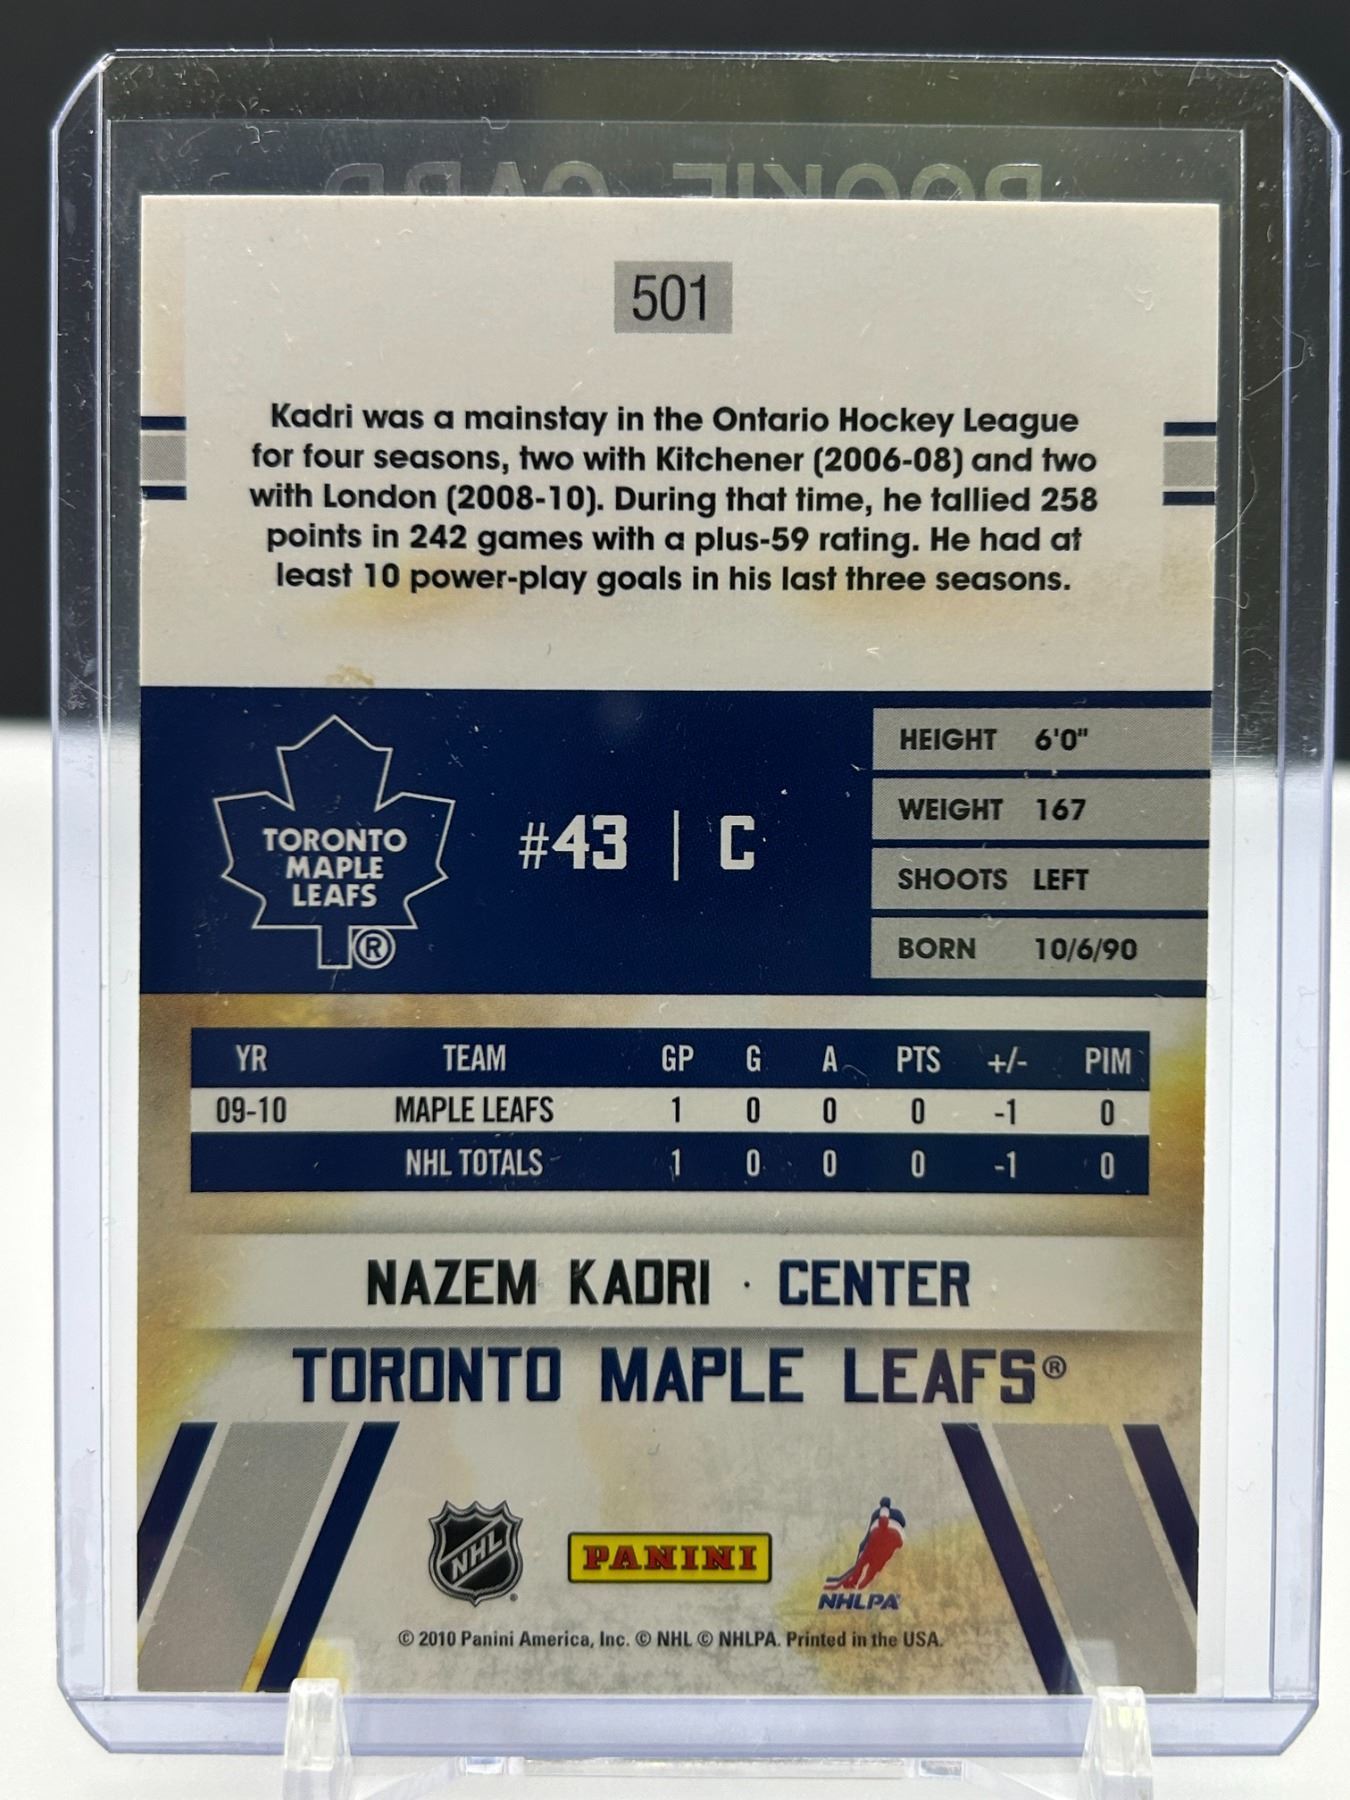 ROOKIE CARD
501
Kadri was a mainstay in the Ontario Hockey League
for four seasons, two with Kitchener (2006-08) and two
with London (2008-10). During that time, he tallied 258
points in 242 games with a plus-59 rating. He had at
least 10 power-play goals in his last three seasons.
TORONTO
MAPLE
LEAFS
®
#43 | C
HEIGHT 6'0"
WEIGHT 167
SHOOTS LEFT
BORN 10/6/90
YR TEAM GP G A PTS +/- PIM
09-10 MAPLE LEAFS 1 0 0 0 -1 0
NHL TOTALS 1 0 0 0 -1 0
NAZEM KADRI · CENTER
TORONTO MAPLE LEAFS®
NHL
PANINI
NHLPA
© 2010 Panini America, Inc. © NHL © NHLPA. Printed in the USA.